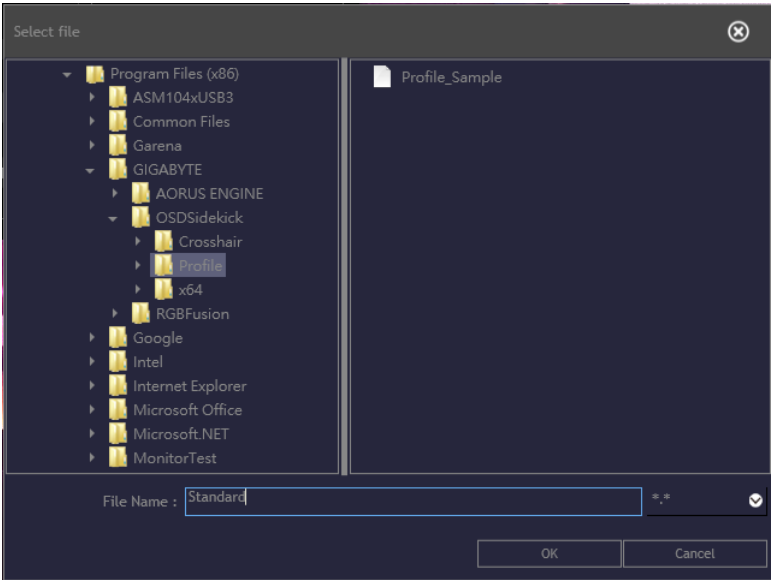 Select file
Program Files (x86)
ASM104xUSB3
Common Files
Garena
GIGABYTE
AORUS ENGINE
OSDSidekick
Crosshair
Profile
x64
RGBFusion
Google
Intel
Internet Explorer
Microsoft Office
Microsoft.NET
MonitorTest
Profile_Sample
File Name : Standard *.*
OK Cancel